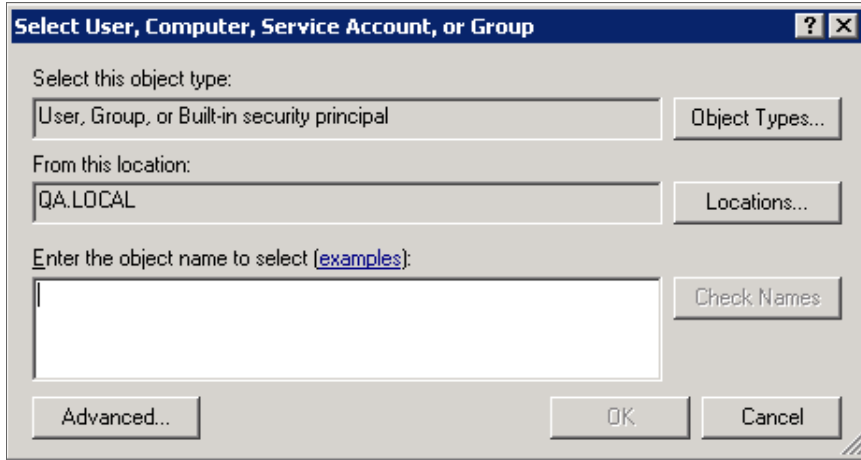 Select User, Computer, Service Account, or Group
Select this object type:
User, Group, or Built-in security principal
Object Types...
From this location:
QA.LOCAL
Locations...
Enter the object name to select (examples):
Check Names
Advanced...
OK
Cancel